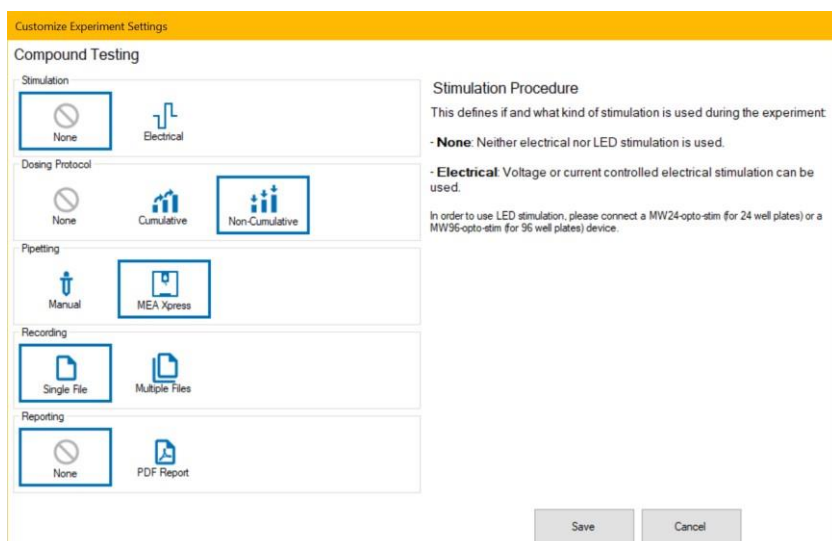 Customize Experiment Settings
Compound Testing
Stimulation
None
Electrical
Dosing Protocol
None
Cumulative
Non-Cumulative
Pipetting
Manual
MEA Xpress
Recording
Single File
Multiple Files
Reporting
None
PDF Report
Stimulation Procedure
This defines if and what kind of stimulation is used during the experiment:
- None: Neither electrical nor LED stimulation is used.
- Electrical: Voltage or current controlled electrical stimulation can be
used.
In order to use LED stimulation, please connect a MW24-opto-stim (for 24 well plates) or a
MW96-opto-stim (for 96 well plates) device.
Save
Cancel